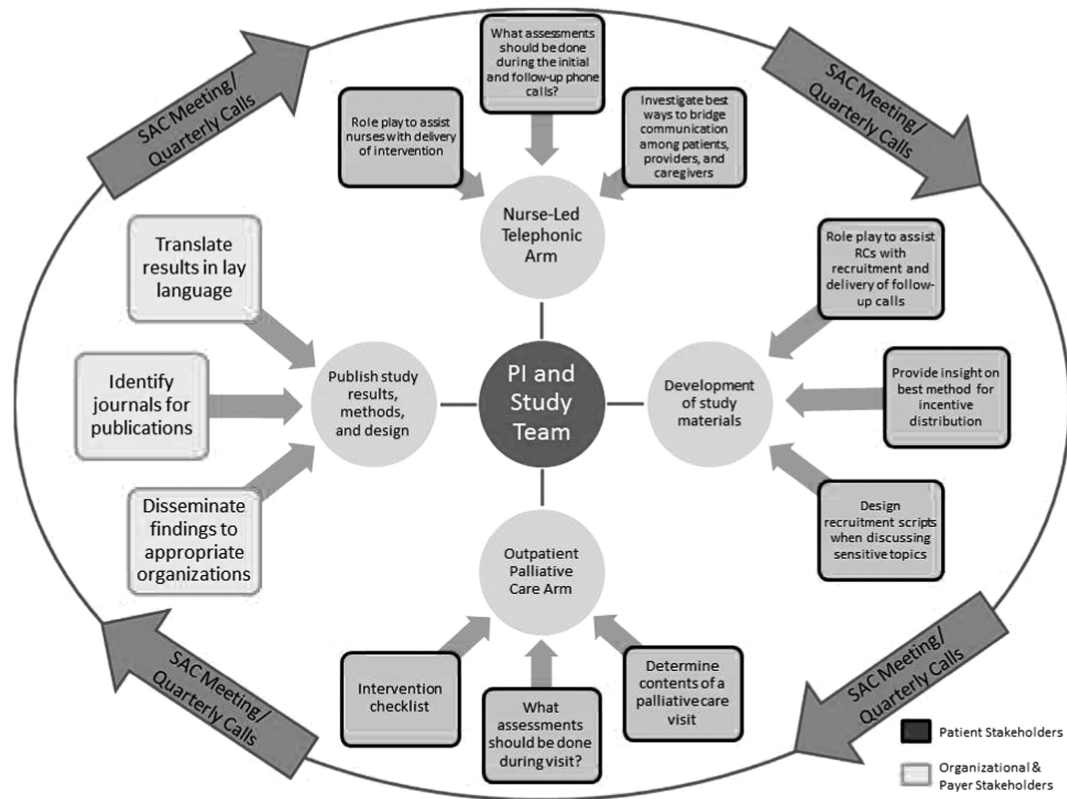 SAC Meeting/
Quarterly Calls
What assessments
should be done
during the initial
and follow-up phone
calls?
SAC Meeting/
Quarterly Calls
Role play to assist
nurses with delivery
of intervention
Investigate best
ways to bridge
communication
among patients,
providers, and
caregivers
Nurse-Led
Telephonic
Arm
Translate
results in lay
language
Role play to assist
RCs with
recruitment and
delivery of follow-
up calls
Identify
journals for
publications
Publish study
results,
methods,
and design
PI and
Study
Team
Development
of study
materials
Provide insight on
best method for
incentive
distribution
Disseminate
findings to
appropriate
organizations
Design
recruitment scripts
when discussing
sensitive topics
Outpatient
Palliative
Care Arm
SAC Meeting/
Quarterly Calls
Intervention
checklist
What
assessments
should be done
during visit?
Determine
contents of a
palliative care
visit
SAC Meeting/
Quarterly Calls
Patient Stakeholders
Organizational &
Payer Stakeholders